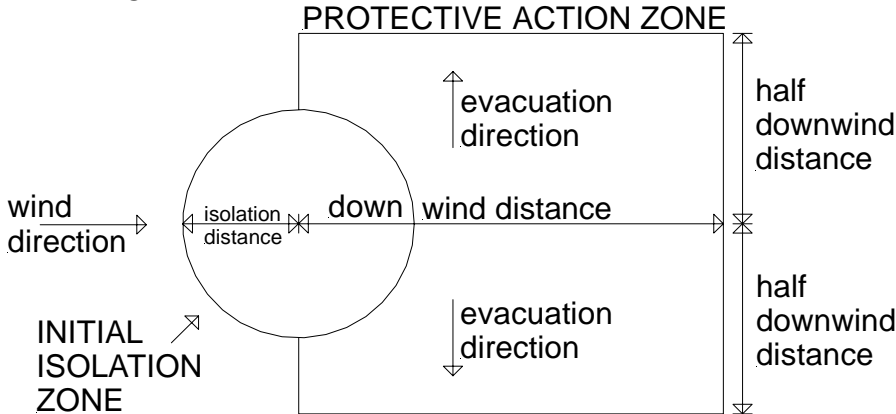 PROTECTIVE ACTION ZONE
evacuation
direction
half
downwind
distance
wind
direction
isolation
distance
down wind distance
evacuation
direction
half
downwind
distance
INITIAL
ISOLATION
ZONE